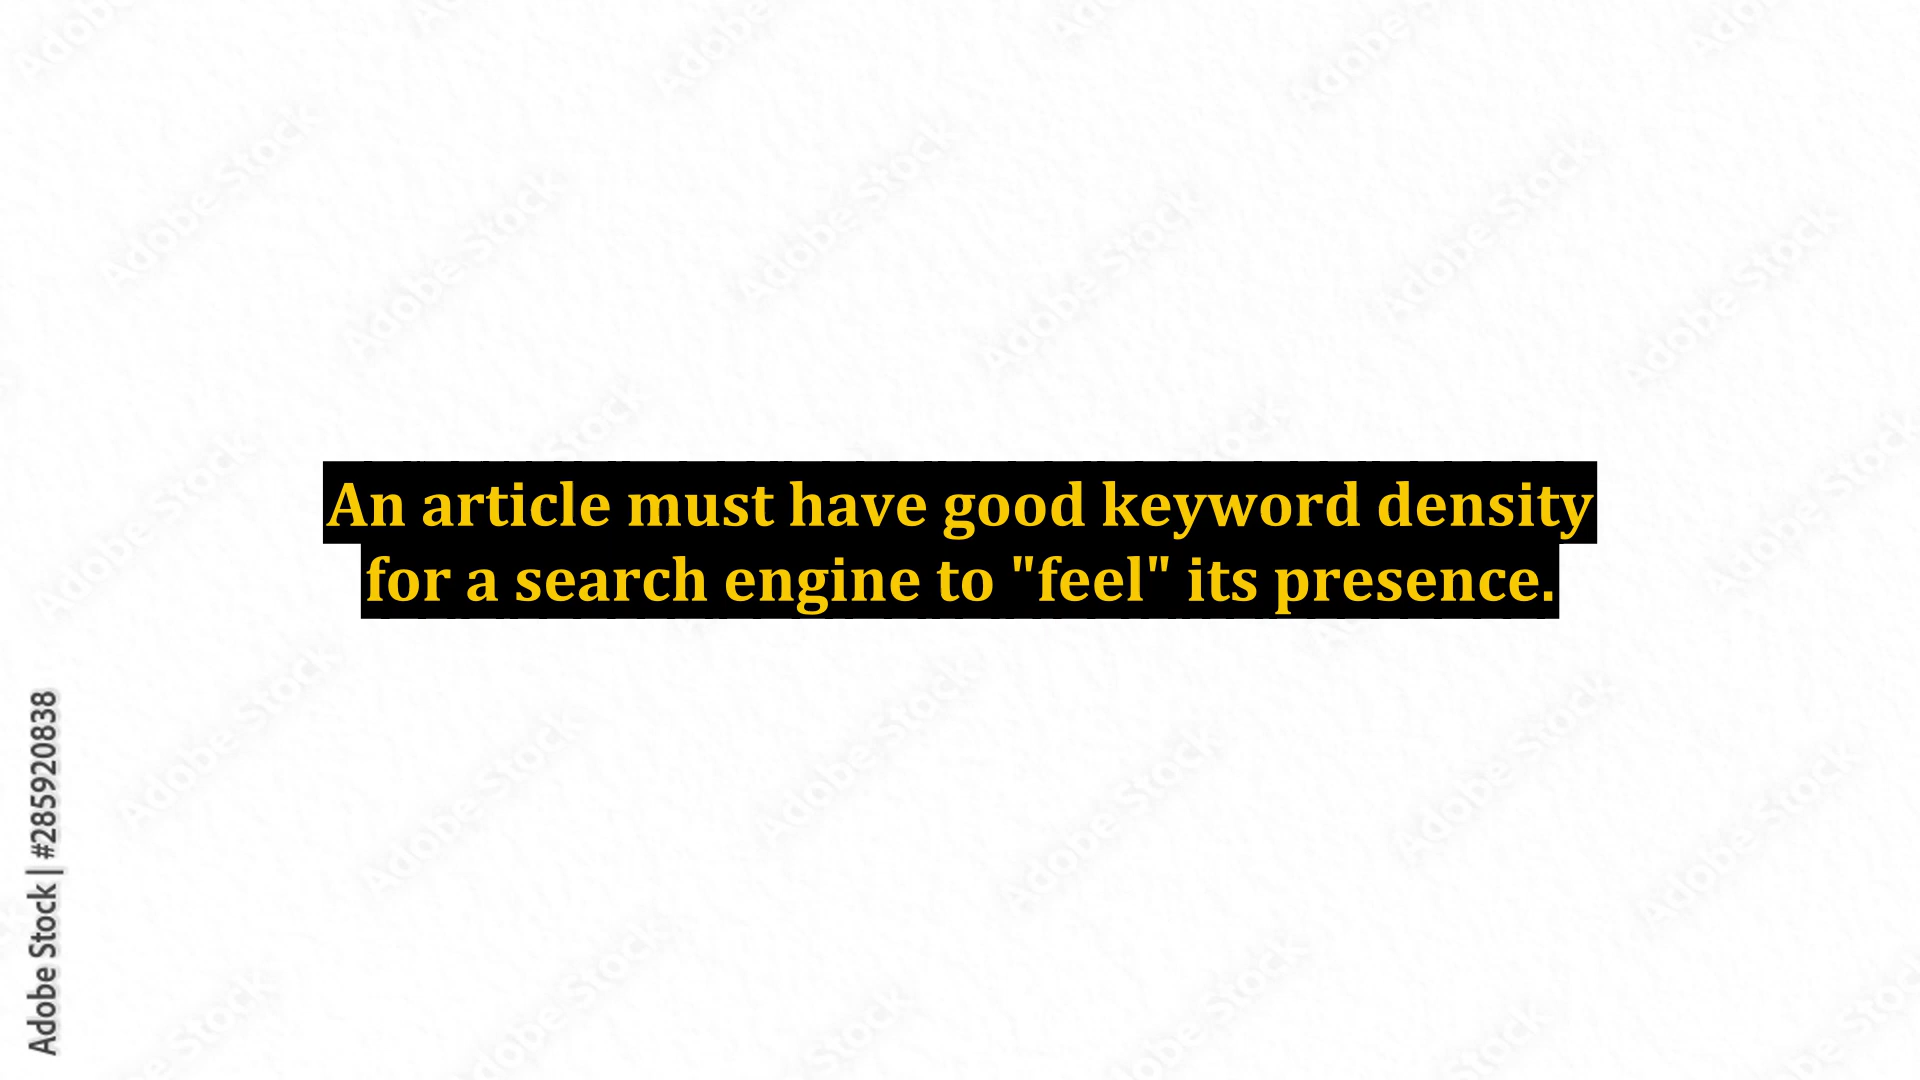 An article must have good keyword density
for a search engine to "feel" its presence.
Adobe Stock | #285920838